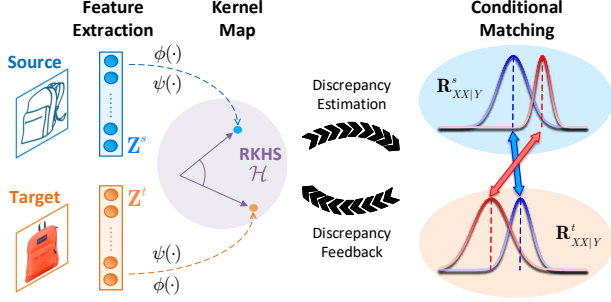 Feature
Extraction
Kernel
Map
Conditional
Matching
Source
ϕ(·)
ψ(·)
Z^s
Discrepancy
Estimation
R^s_{XX|Y}
RKHS
ℋ
Target
Z^t
ψ(·)
ϕ(·)
Discrepancy
Feedback
R^t_{XX|Y}